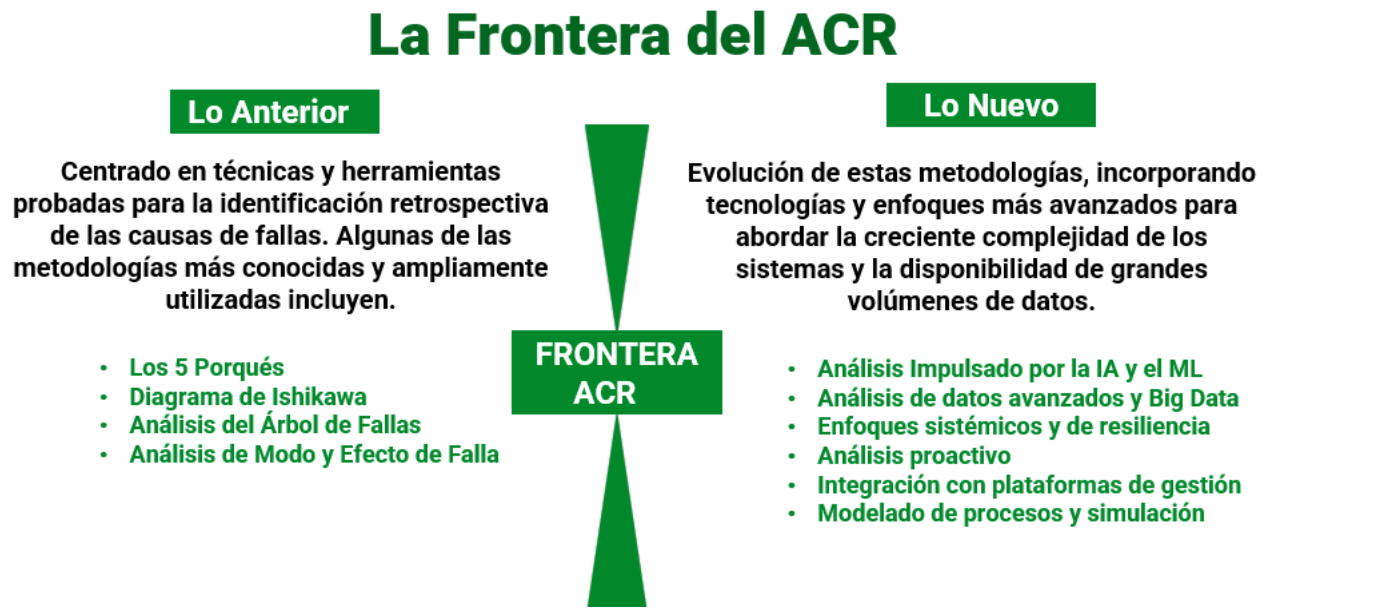 La Frontera del ACR
Lo Anterior
Centrado en técnicas y herramientas
probadas para la identificación retrospectiva
de las causas de fallas. Algunas de las
metodologías más conocidas y ampliamente
utilizadas incluyen.
• Los 5 Porqués
• Diagrama de Ishikawa
• Análisis del Árbol de Fallas
• Análisis de Modo y Efecto de Falla
FRONTERA
ACR
Lo Nuevo
Evolución de estas metodologías, incorporando
tecnologías y enfoques más avanzados para
abordar la creciente complejidad de los
sistemas y la disponibilidad de grandes
volúmenes de datos.
• Análisis Impulsado por la IA y el ML
• Análisis de datos avanzados y Big Data
• Enfoques sistémicos y de resiliencia
• Análisis proactivo
• Integración con plataformas de gestión
• Modelado de procesos y simulación